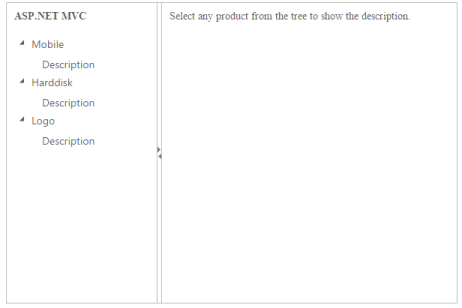 ASP.NET MVC
Mobile
Description
Harddisk
Description
Logo
Description
Select any product from the tree to show the description.